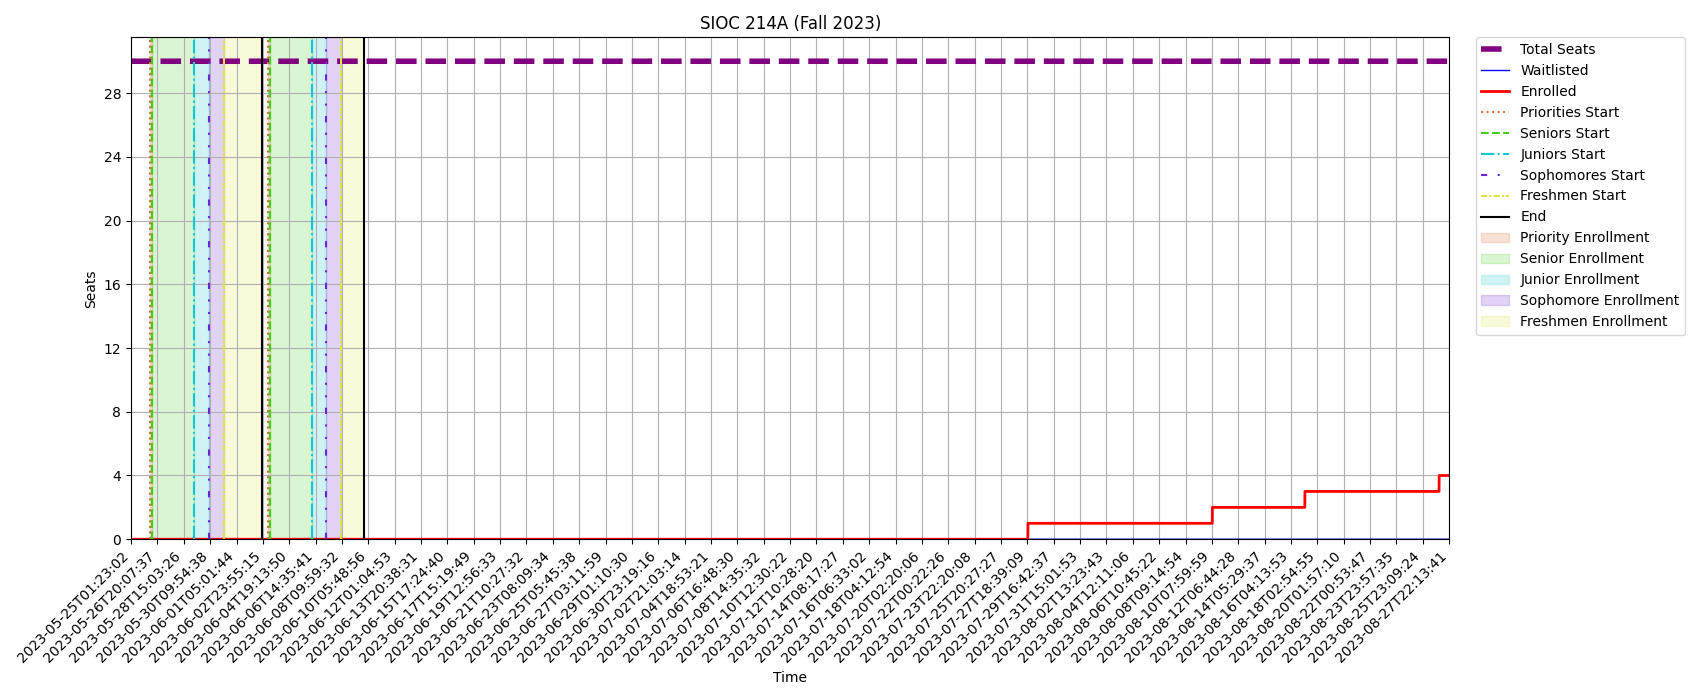 SIOC 214A (Fall 2023)
Total Seats
Waitlisted
Enrolled
Priorities Start
Seniors Start
Juniors Start
Sophomores Start
Freshmen Start
End
Priority Enrollment
Senior Enrollment
Junior Enrollment
Sophomore Enrollment
Freshmen Enrollment
Seats
28
24
20
16
12
8
4
0
2023-05-25T01:23:02
2023-05-26T20:07:37
2023-05-28T15:03:26
2023-05-30T09:54:38
2023-06-01T05:01:44
2023-06-02T23:55:15
2023-06-04T19:13:50
2023-06-06T14:35:41
2023-06-08T09:59:32
2023-06-10T05:48:56
2023-06-12T01:04:53
2023-06-13T20:38:31
2023-06-15T17:24:40
2023-06-17T15:19:49
2023-06-19T12:56:33
2023-06-21T10:27:32
2023-06-23T08:09:34
2023-06-25T05:45:38
2023-06-27T03:11:59
2023-06-29T01:10:30
2023-06-30T23:19:16
2023-07-02T21:03:14
2023-07-04T18:53:21
2023-07-06T16:48:30
2023-07-08T14:35:32
2023-07-10T12:30:22
2023-07-12T10:28:20
2023-07-14T08:17:27
2023-07-16T06:33:02
2023-07-18T04:12:54
2023-07-20T02:20:06
2023-07-23T00:22:26
2023-07-23T22:20:08
2023-07-25T20:27:27
2023-07-27T18:39:09
2023-07-29T16:42:37
2023-07-31T15:01:53
2023-08-02T13:23:43
2023-08-04T12:11:06
2023-08-06T10:45:22
2023-08-08T09:14:54
2023-08-10T07:59:59
2023-08-12T06:44:28
2023-08-14T05:29:37
2023-08-16T04:13:53
2023-08-18T02:54:55
2023-08-20T01:57:10
2023-08-22T00:53:47
2023-08-23T23:57:35
2023-08-25T23:09:24
2023-08-27T22:13:41
Time